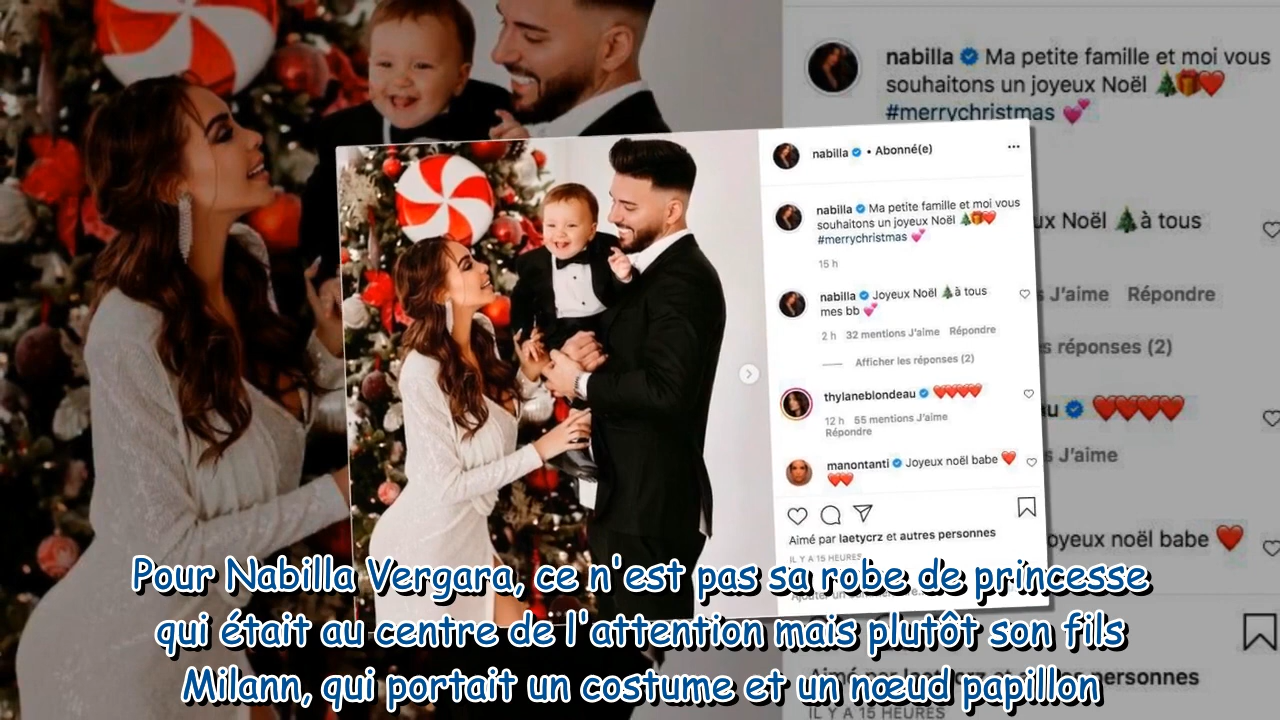 nabilla Ma petite famille et moi vous
souhaitons un joyeux Noël 🎄🎁❤️
#merrychristmas 💕
nabilla • Abonné(e)
nabilla Ma petite famille et moi vous
souhaitons un joyeux Noël 🎄🎁❤️
#merrychristmas 💕
15 h
nabilla Joyeux Noël 🎄à tous
mes bb 💕
2 h 32 mentions J'aime Répondre
Afficher les réponses (2)
thylaneblondeau ❤️❤️❤️❤️❤️
12 h 55 mentions J'aime
Répondre
manontanti Joyeux noël babe ❤️
❤️❤️
Aimé par laetycrz et autres personnes
IL Y A 15 HEURES
ux Noël 🎄à tous
s J'aime Répondre
s réponses (2)
au ❤️❤️❤️❤️
s J'aime
oyeux noël babe ❤️
personnes
IL Y A 15 HEURES
Pour Nabilla Vergara, ce n'est pas sa robe de princesse
qui était au centre de l'attention mais plutôt son fils
Milann, qui portait un costume et un nœud papillon